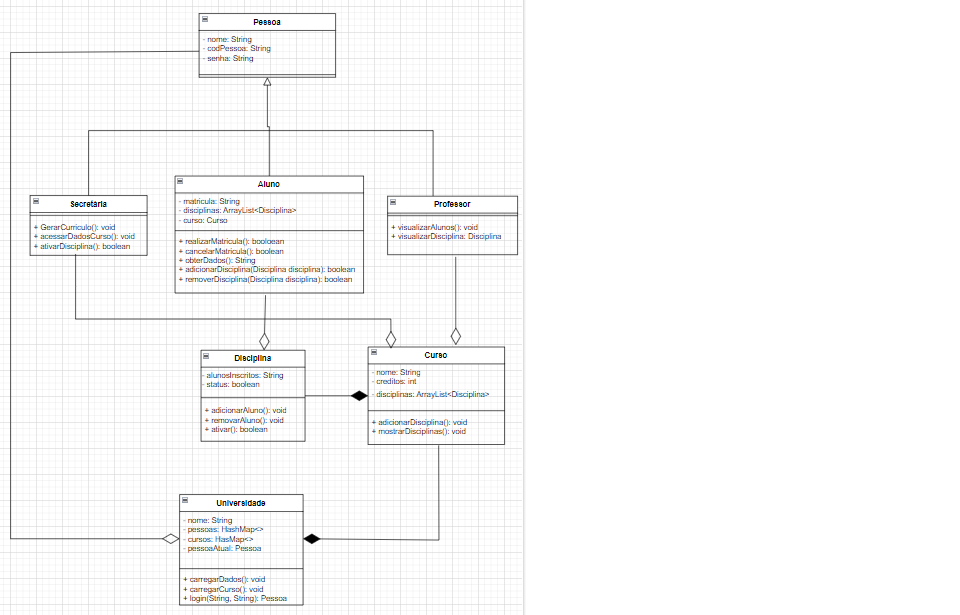 Pessoa
- nome: String
- codPessoa: String
- senha: String
Secretaria
+ GerarCurriculo(): void
+ acessarDadosCurso(): void
+ ativarDisciplina(): boolean
Aluno
- matricula: String
- disciplinas: ArrayList<Disciplina>
- curso: Curso
+ realizarMatricula(): booloean
+ cancelarMatricula(): boolean
+ obterDados(): String
+ adicionarDisciplina(Disciplina disciplina): boolean
+ removerDisciplina(Disciplina disciplina): boolean
Professor
+ visualizarAlunos(): void
+ visualizarDisciplina: Disciplina
Disciplina
- alunosInscritos: String
- status: boolean
+ adicionarAluno(): void
+ removarAluno(): void
+ ativar(): boolean
Curso
- nome: String
- creditos: int
- disciplinas: ArrayList<Disciplina>
+ adicionarDisciplina(): void
+ mostrarDisciplinas(): void
Universidade
- nome: String
- pessoas: HashMap<>
- cursos: HasMap<>
- pessoaAtual: Pessoa
+ carregarDados(): void
+ carregarCurso(): void
+ login(String, String): Pessoa